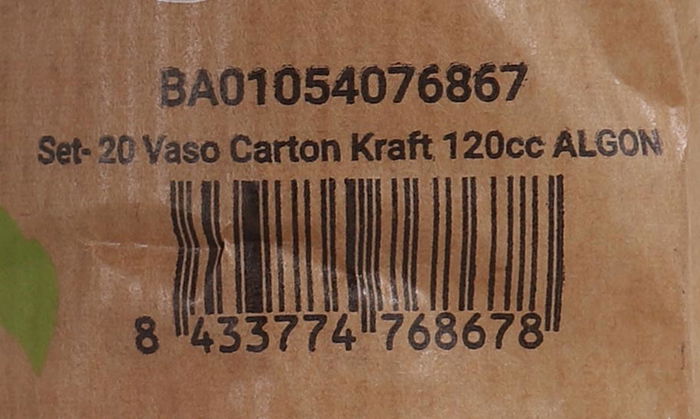 BA01054076867
Set- 20 Vaso Carton Kraft 120cc ALGON
8 433774 768678